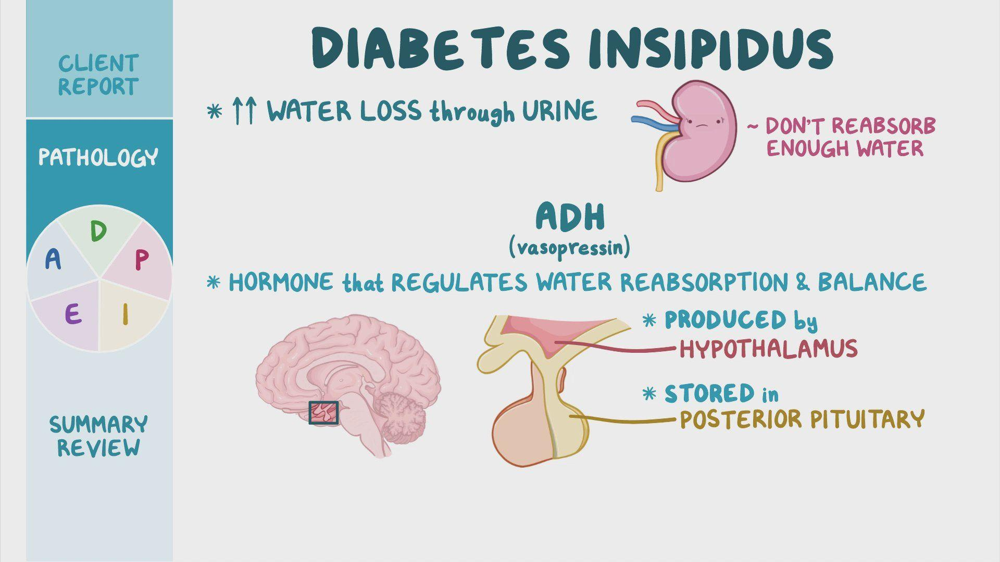 CLIENT
REPORT
PATHOLOGY
A
D
P
I
E
SUMMARY
REVIEW
DIABETES INSIPIDUS
* ↑↑ WATER LOSS through URINE
~ DON'T REABSORB
ENOUGH WATER
ADH
(vasopressin)
* HORMONE that REGULATES WATER REABSORPTION & BALANCE
* PRODUCED by
HYPOTHALAMUS
* STORED in
POSTERIOR PITUITARY